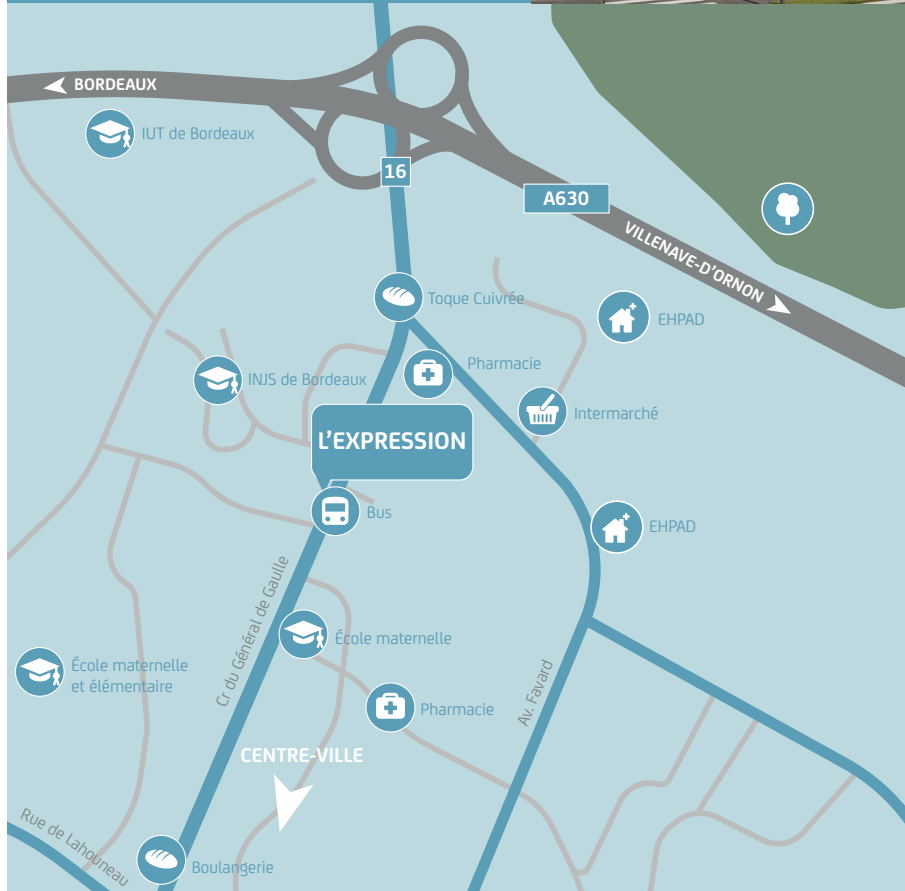 BORDEAUX
IUT de Bordeaux
16
A630
VILLENAVE-D'ORNON
Toque Cuivrée
EHPAD
Pharmacie
INJS de Bordeaux
Intermarché
L'EXPRESSION
Bus
EHPAD
Cr du Général de Gaulle
École maternelle
École maternelle
et élémentaire
Pharmacie
Av. Favard
CENTRE-VILLE
Rue de Lahouneau
Boulangerie